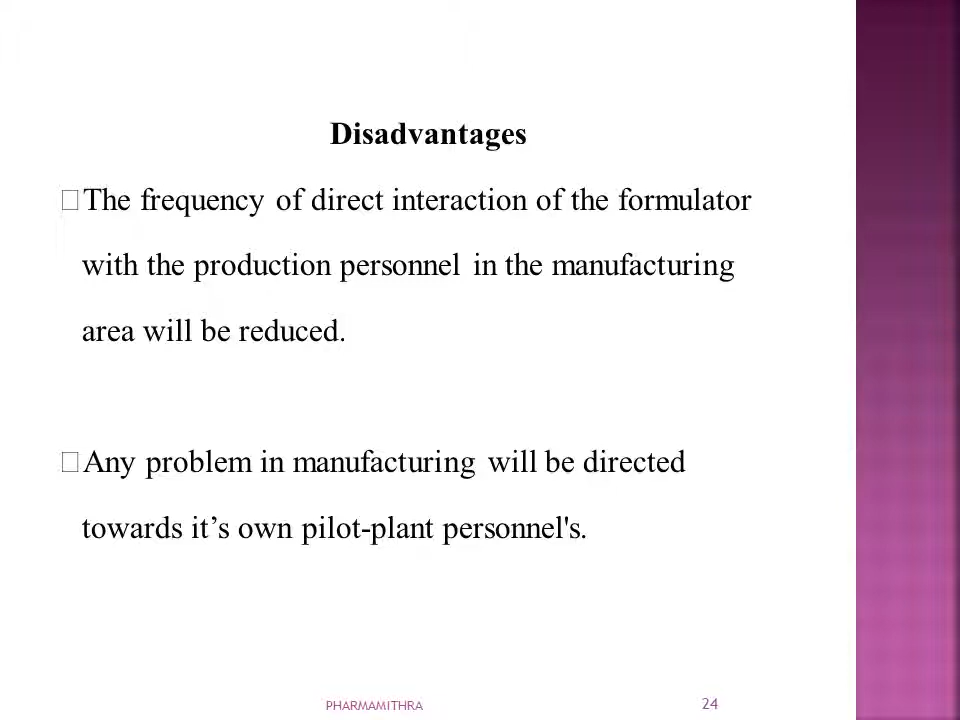 Disadvantages
□The frequency of direct interaction of the formulator
with the production personnel in the manufacturing
area will be reduced.
□Any problem in manufacturing will be directed
towards it’s own pilot-plant personnel's.
PHARMAMITHRA
24